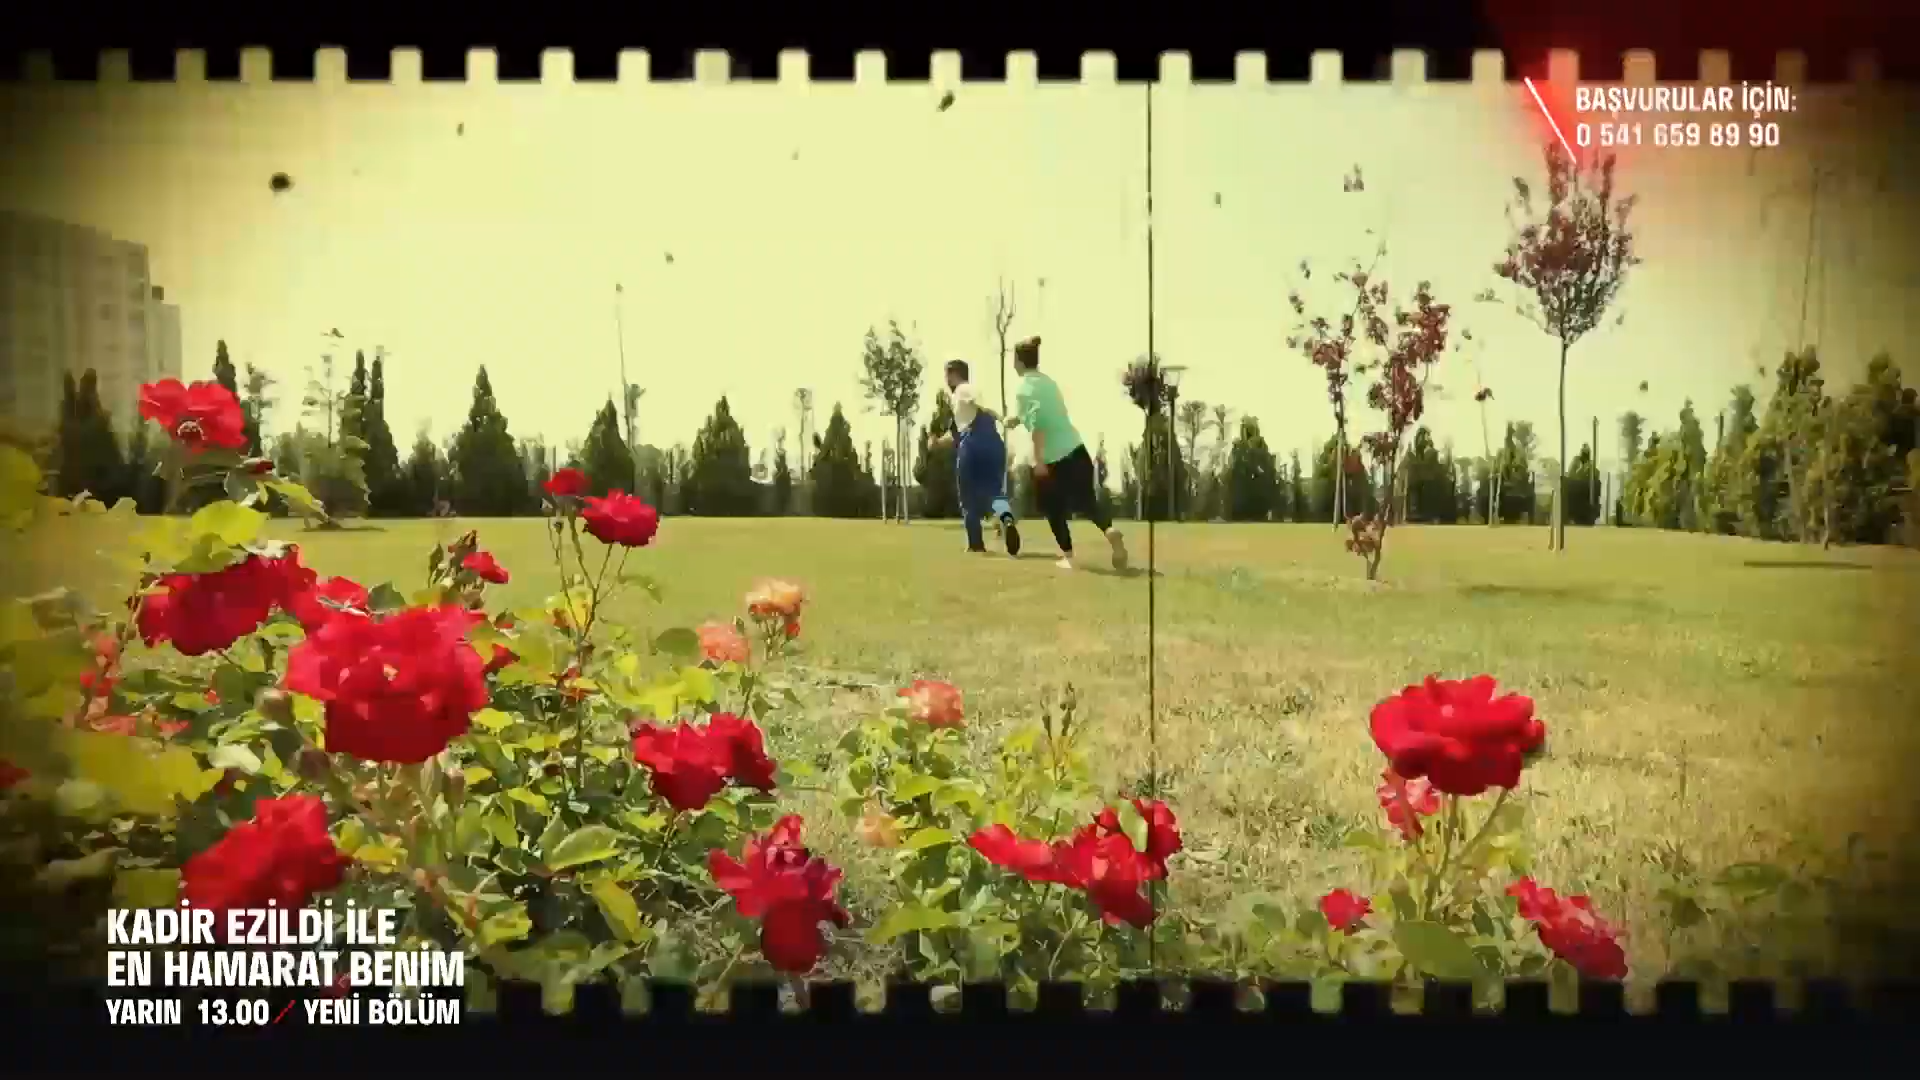 BAŞVURULAR İÇİN:
0 541 659 89 90
KADİR EZİLDİ İLE
EN HAMARAT BENİM
YARIN 13.00 / YENİ BÖLÜM